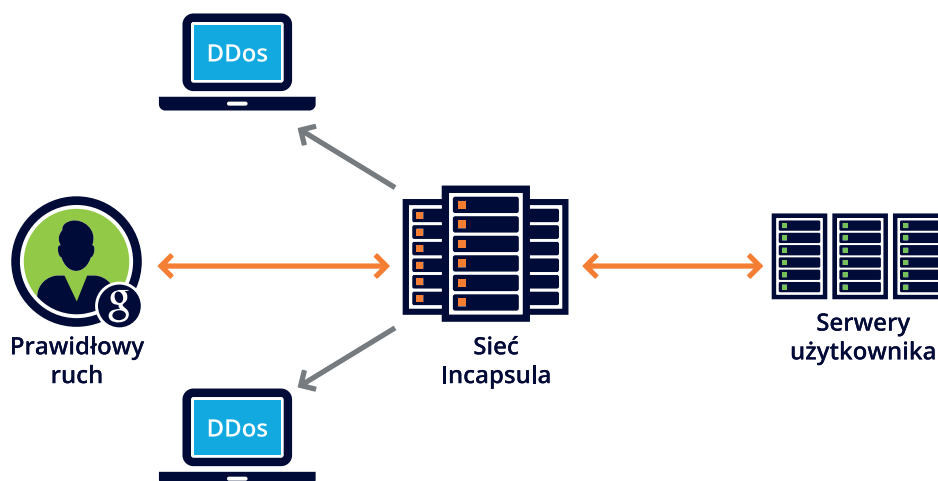 DDos
g
Prawidłowy
ruch
Sieć
Incapsula
Serwery
użytkownika
DDos